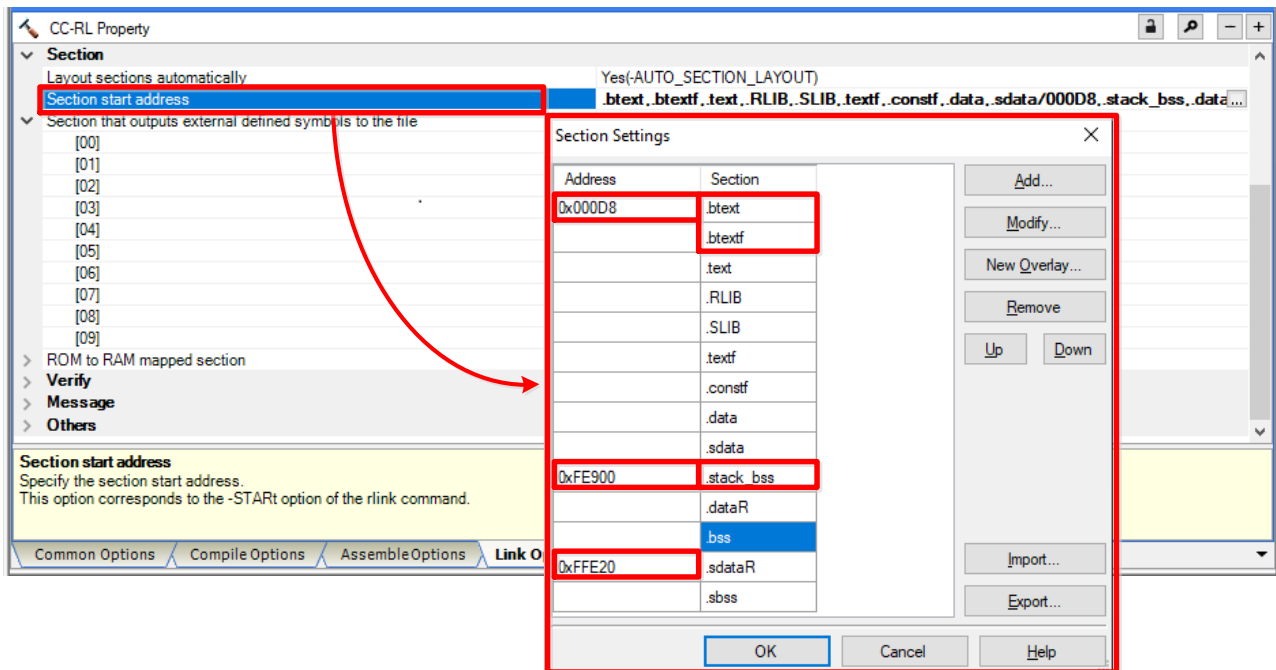 CC-RL Property
Section
Layout sections automatically Yes(-AUTO_SECTION_LAYOUT)
Section start address .btext,.btextf,.text,.RLIB,.SLIB,.textf,.constf,.data,.sdata/000D8,.stack_bss,.data...
Section that outputs external defined symbols to the file
[00]
[01]
[02]
[03]
[04]
[05]
[06]
[07]
[08]
[09]
ROM to RAM mapped section
Verify
Message
Others
Section start address
Specify the section start address.
This option corresponds to the -STARt option of the rlink command.
Common Options Compile Options Assemble Options Link O
Section Settings
Address Section
0x000D8 .btext
.btextf
.text
.RLIB
.SLIB
.textf
.constf
.data
.sdata
0xFE900 .stack_bss
.dataR
.bss
0xFFE20 .sdataR
.sbss
Add...
Modify...
New Overlay...
Remove
Up Down
Import...
Export...
OK Cancel Help